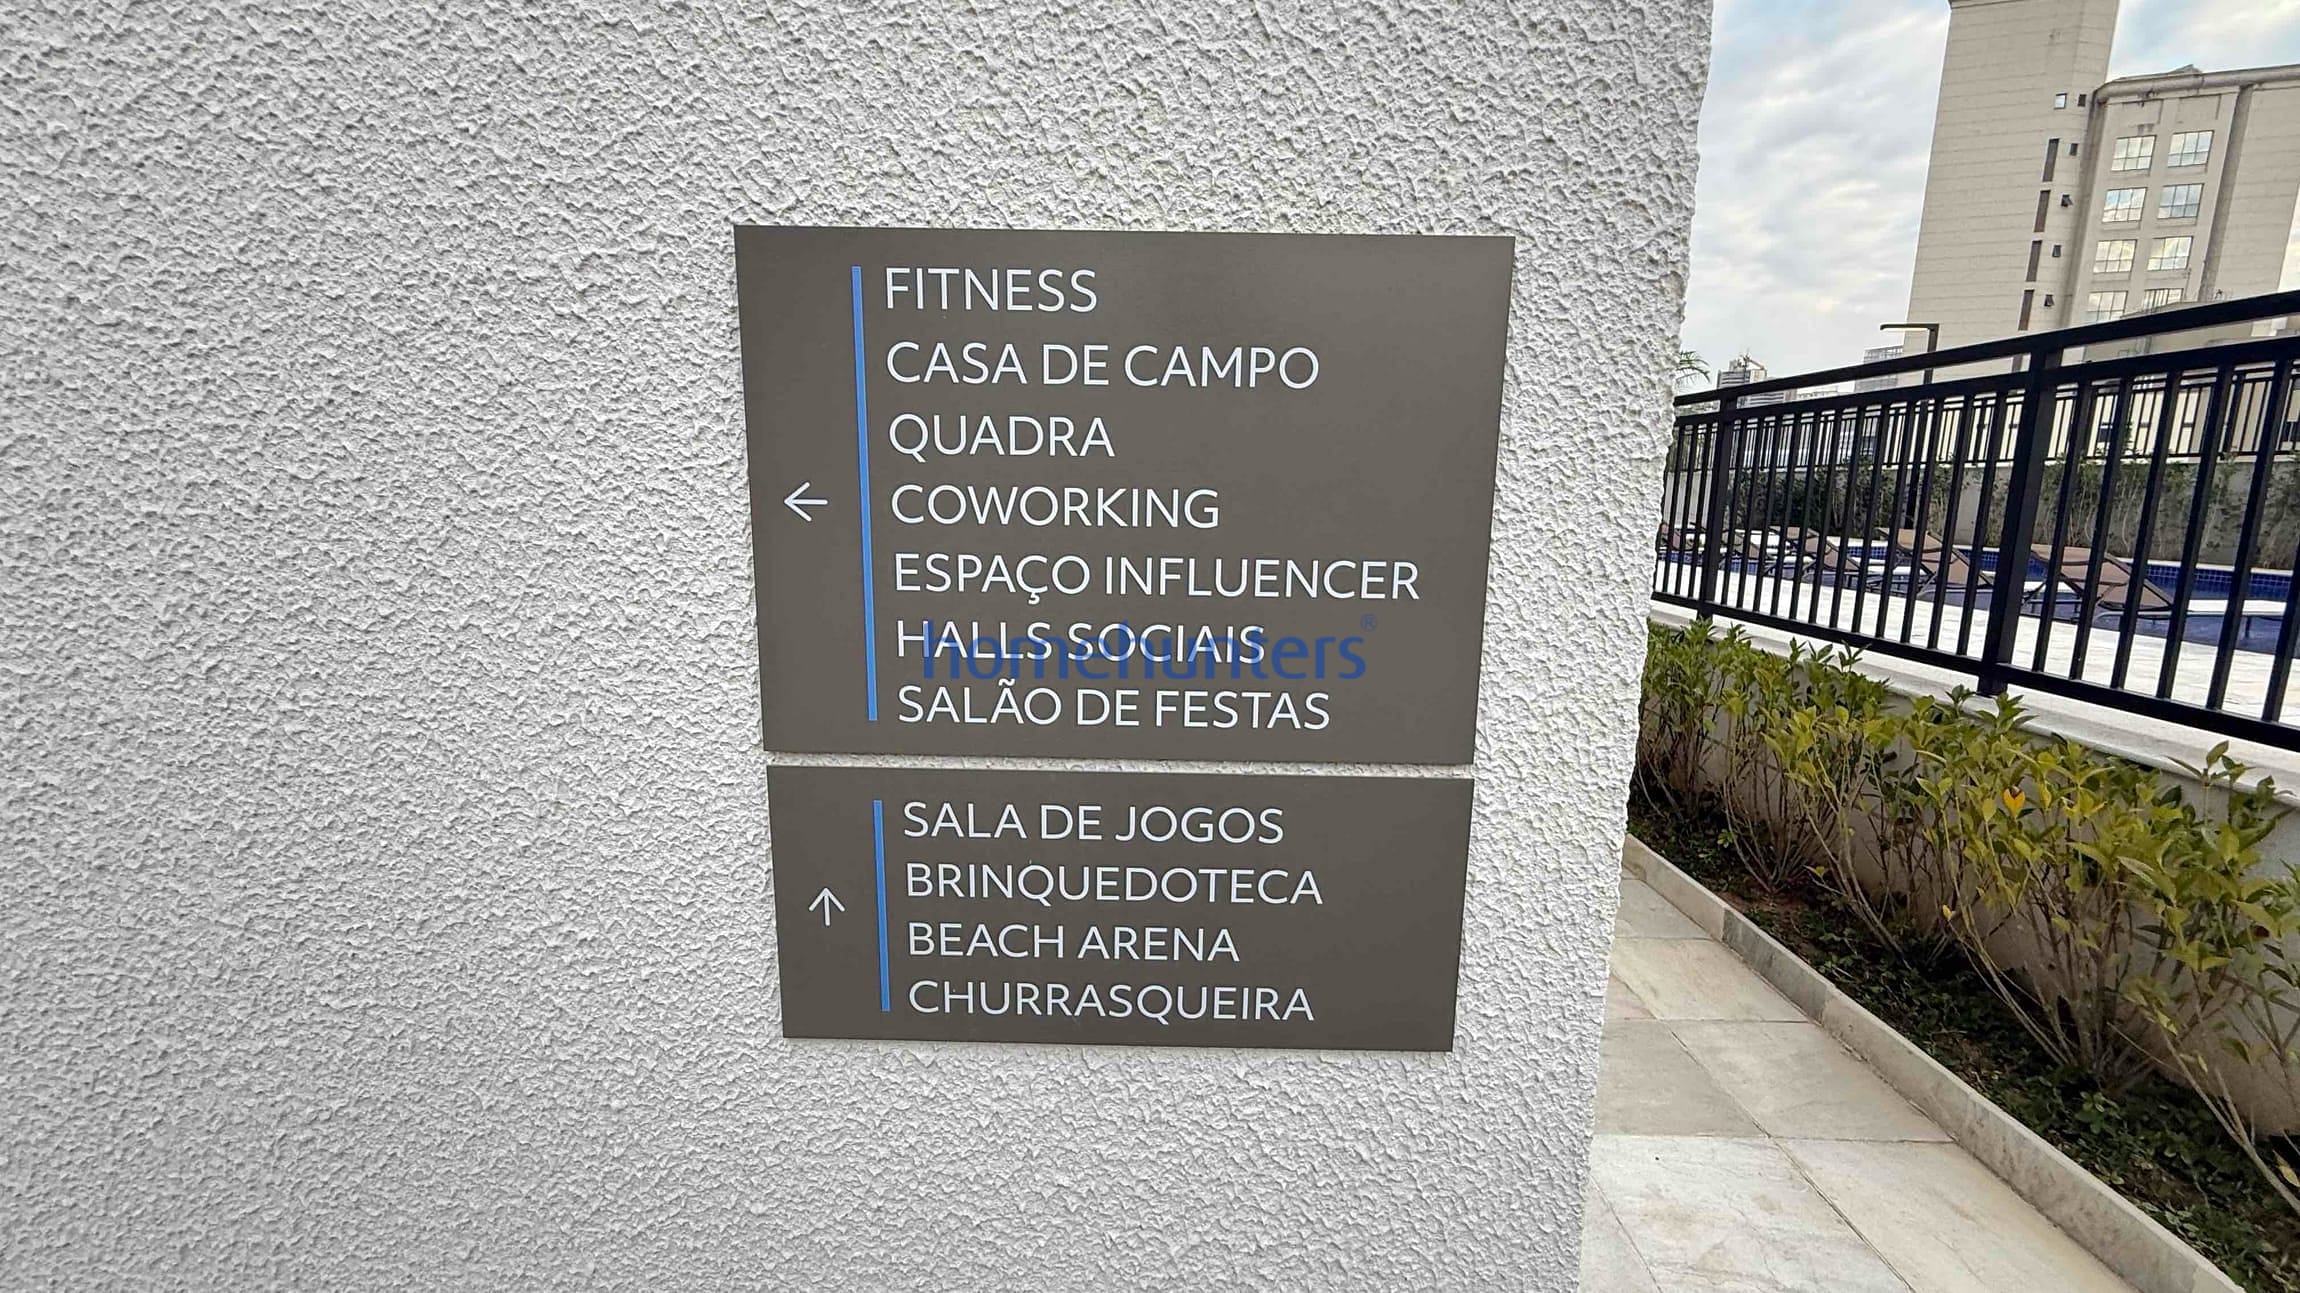 FITNESS
CASA DE CAMPO
QUADRA
COWORKING
ESPAÇO INFLUENCER
HALLS SOCIAIS
homehunters®
SALÃO DE FESTAS
SALA DE JOGOS
BRINQUEDOTECA
BEACH ARENA
CHURRASQUEIRA